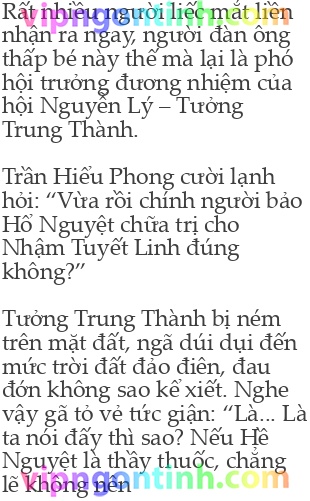 Rất nhiều người liếc mắt liền
nhận ra ngay, người đàn ông
thấp bé này thế mà lại là phó
hội trưởng đương nhiệm của
hội Nguyễn Lý – Tưởng
Trung Thành.
Trần Hiểu Phong cười lạnh
hỏi: “Vừa rồi chính người bảo
Hổ Nguyệt chữa trị cho
Nhậm Tuyết Linh đúng
không?”
Tưởng Trung Thành bị ném
trên mặt đất, ngã dúi dụi đến
mức trời đất đảo điên, đau
đớn không sao kể xiết. Nghe
vậy gã tỏ vẻ tức giận: “Là... Là
ta nói đấy thì sao? Nếu Hề
Nguyệt là thầy thuốc, chẳng
lẽ không nên
vipngontinh.com
vipngontinh.com